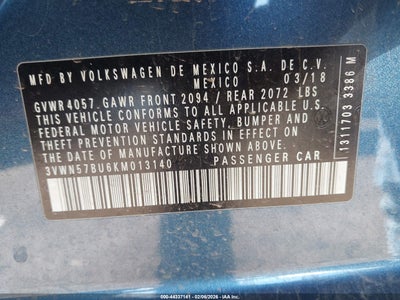 MFD BY VOLKSWAGEN DE MEXICO S.A. DE C.V.
MEXICO 03/18
GVWR4057 GAWR FRONT 2094 / REAR 2072 LBS
THIS VEHICLE CONFORMS TO ALL APPLICABLE U.S.
FEDERAL MOTOR VEHICLE SAFETY, BUMPER AND
THEFT PREVENTION STANDARDS IN EFFECT ON THE
DATE OF MANUFACTURE SHOWN ABOVE.
3VWN57BU6KM013140 PASSENGER CAR
1311703 3386 M
000-44337141 - 02/06/2026 - IAA Inc.